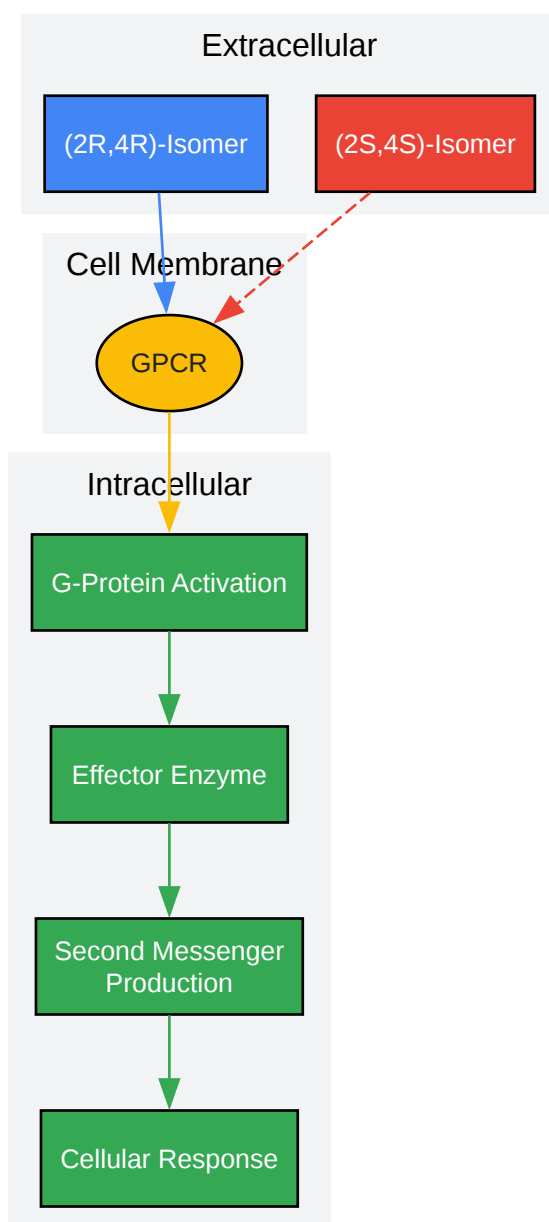 Extracellular
(2R,4R)-Isomer
(2S,4S)-Isomer
Cell Membrane
GPCR
Intracellular
G-Protein Activation
Effector Enzyme
Second Messenger
Production
Cellular Response